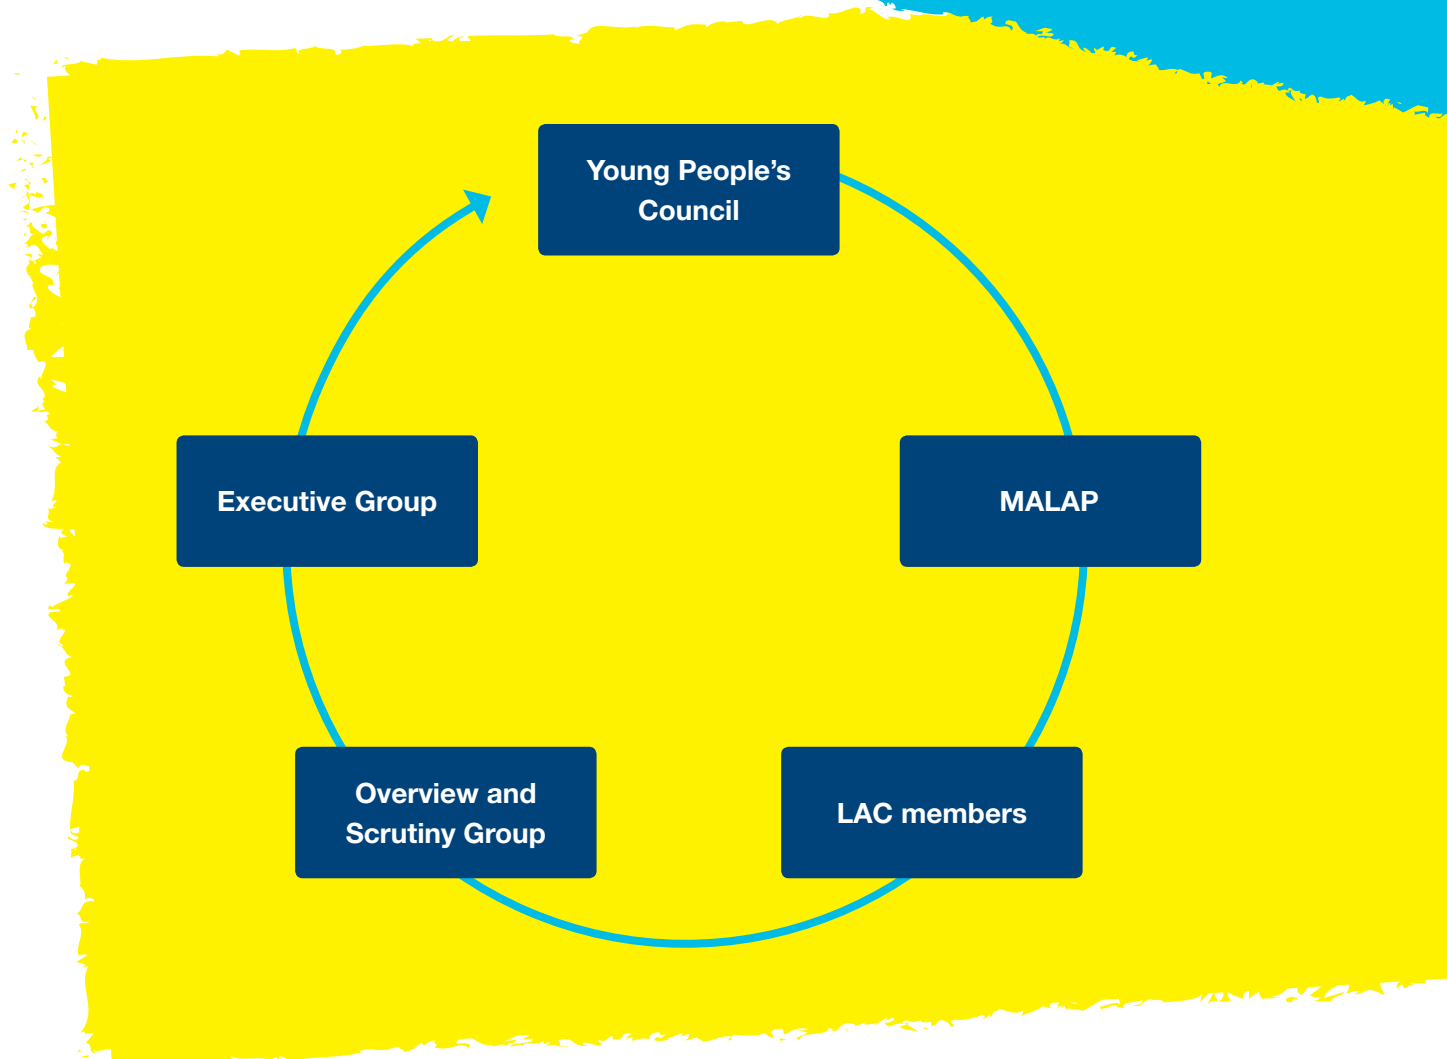 Young People’s
Council
MALAP
LAC members
Overview and
Scrutiny Group
Executive Group